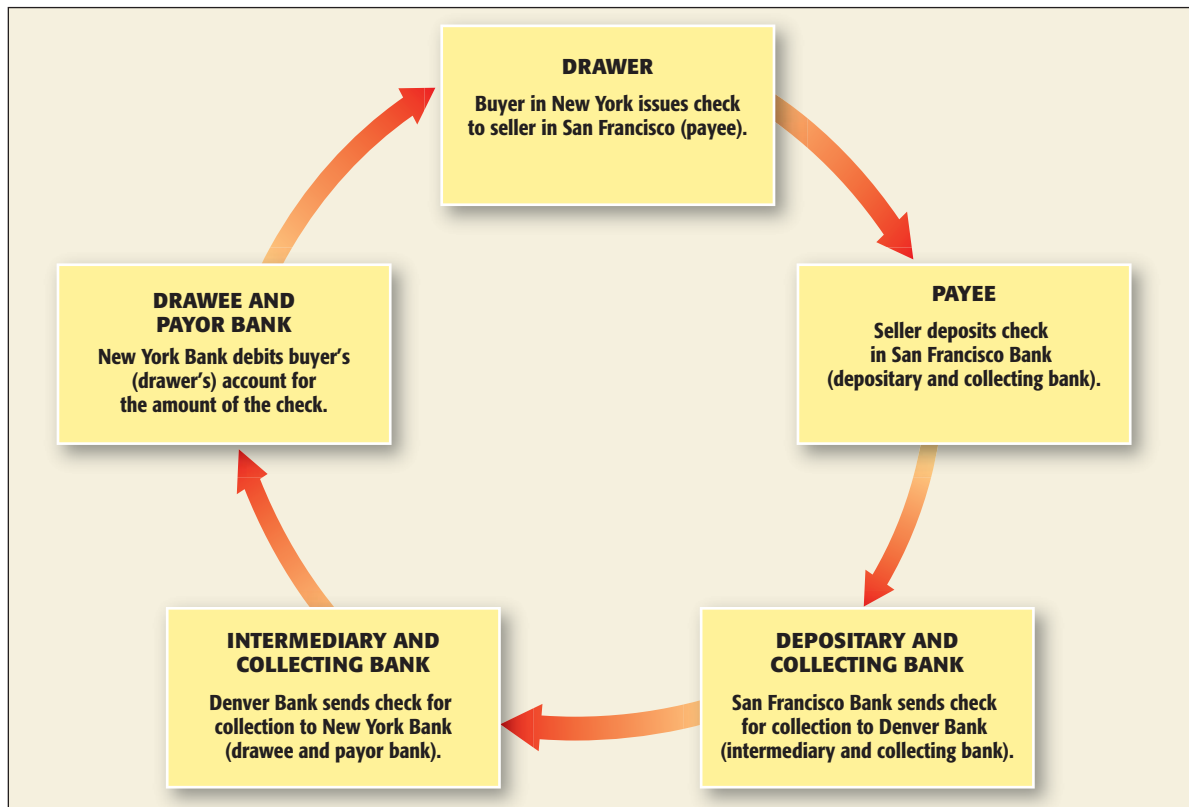 DRAWER
Buyer in New York issues check
to seller in San Francisco (payee).
PAYEE
Seller deposits check
in San Francisco Bank
(depositary and collecting bank).
DEPOSITARY AND
COLLECTING BANK
San Francisco Bank sends check
for collection to Denver Bank
(intermediary and collecting bank).
INTERMEDIARY AND
COLLECTING BANK
Denver Bank sends check for
collection to New York Bank
(drawee and payor bank).
DRAWEE AND
PAYOR BANK
New York Bank debits buyer's
(drawer's) account for
the amount of the check.